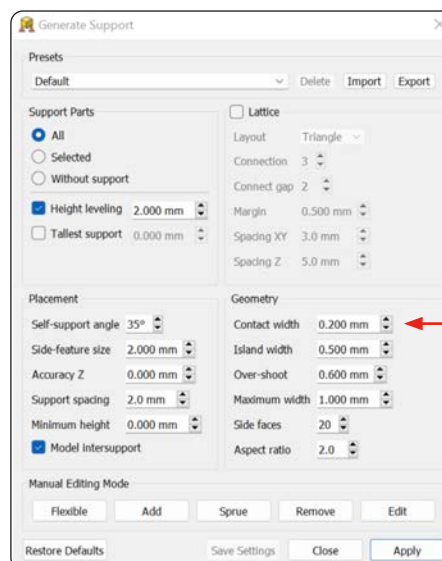 Generate Support
Presets
Default
Delete Import Export
Support Parts
All
Selected
Without support
Height leveling 2.000 mm
Tallest support 0.000 mm
Lattice
Layout Triangle
Connection 3
Connect gap 2
Margin 0.500 mm
Spacing XY 3.0 mm
Spacing Z 5.0 mm
Placement
Self-support angle 35°
Side-feature size 2.000 mm
Accuracy Z 0.000 mm
Support spacing 2.0 mm
Minimum height 0.000 mm
Model intersupport
Geometry
Contact width 0.200 mm
Island width 0.500 mm
Over-shoot 0.600 mm
Maximum width 1.000 mm
Side faces 20
Aspect ratio 2.0
Manual Editing Mode
Flexible Add Sprue Remove Edit
Restore Defaults Save Settings Close Apply